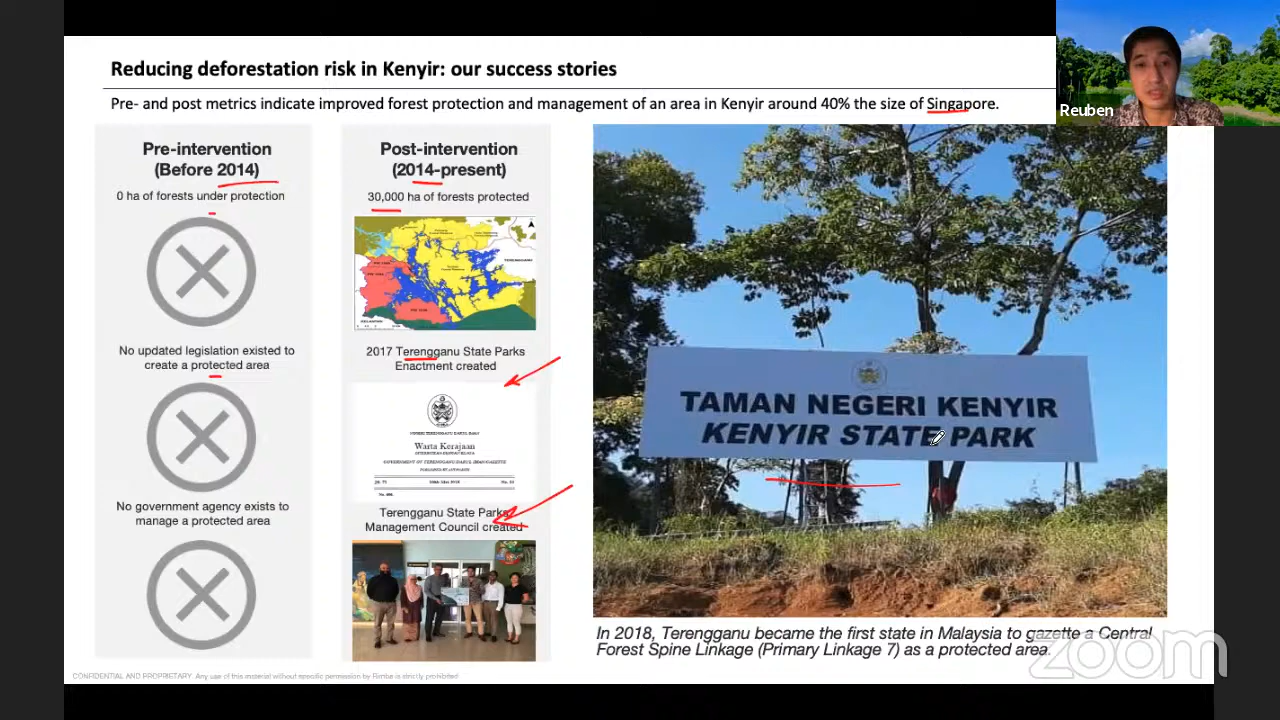 Reducing deforestation risk in Kenyir: our success stories
Pre- and post metrics indicate improved forest protection and management of an area in Kenyir around 40% the size of Singapore.
Reuben
Pre-intervention
(Before 2014)
0 ha of forests under protection
No updated legislation existed to
create a protected area
No government agency exists to
manage a protected area
Post-intervention
(2014-present)
30,000 ha of forests protected
2017 Terengganu State Parks
Enactment created
Warta Kerajaan
Terengganu State Parks
Management Council created
TAMAN NEGERI KENYIR
KENYIR STATE PARK
In 2018, Terengganu became the first state in Malaysia to gazette a Central
Forest Spine Linkage (Primary Linkage 7) as a protected area.
zoom
CONFIDENTIAL AND PROPRIETARY. Any use of this material without specific permission by Rimba is strictly prohibited